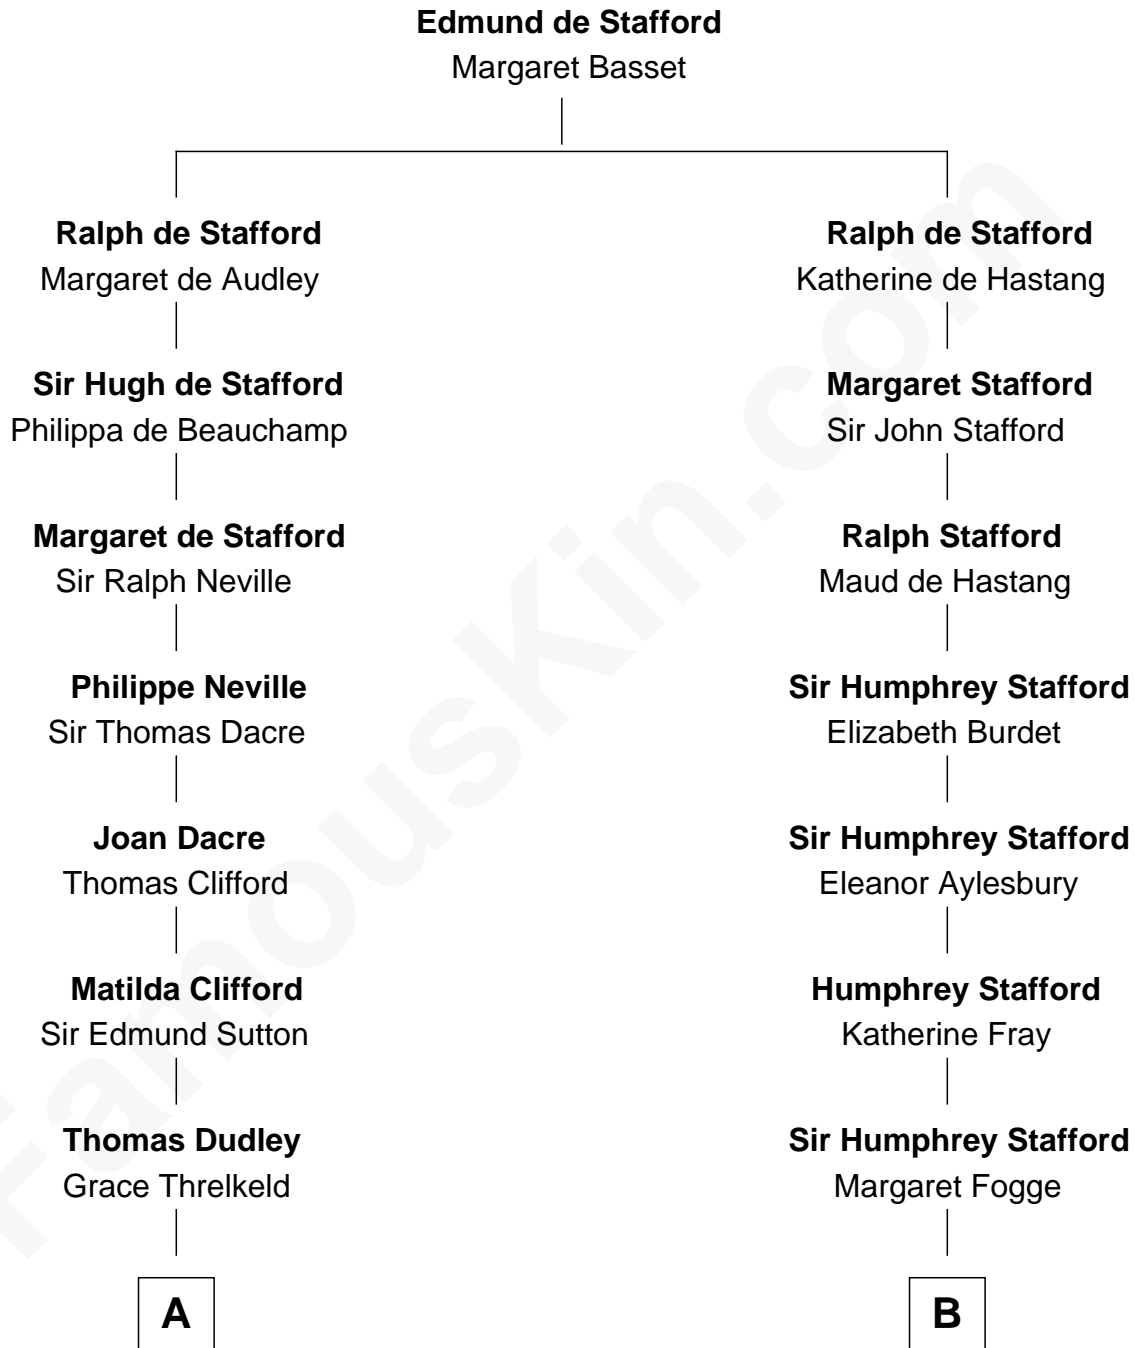 Edmund de Stafford
Margaret Basset
Ralph de Stafford
Margaret de Audley
Sir Hugh de Stafford
Philippa de Beauchamp
Margaret de Stafford
Sir Ralph Neville
Philippe Neville
Sir Thomas Dacre
Joan Dacre
Thomas Clifford
Matilda Clifford
Sir Edmund Sutton
Thomas Dudley
Grace Threlkeld
A
Ralph de Stafford
Katherine de Hastang
Margaret Stafford
Sir John Stafford
Ralph Stafford
Maud de Hastang
Sir Humphrey Stafford
Elizabeth Burdet
Sir Humphrey Stafford
Eleanor Aylesbury
Humphrey Stafford
Katherine Fray
Sir Humphrey Stafford
Margaret Fogge
B
FamousKin.com